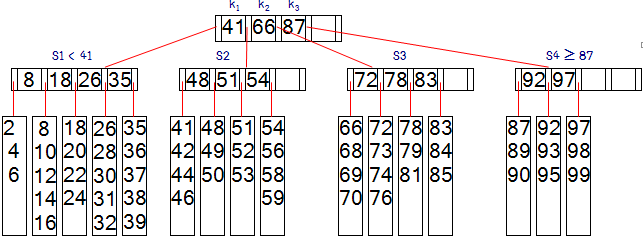 k1 k2 k3
41 66 87
S1 < 41 S2 S3 S4 ≥ 87
8 18 26 35 48 51 54 72 78 83 92 97
2 8 18 26 35 41 48 51 54 66 72 78 83 87 92 97
4 10 20 28 36 42 49 52 56 68 73 79 84 89 93 98
6 12 22 30 37 44 50 53 58 69 74 81 85 90 95 99
14 24 31 38 46 59 70 76
16 32 39